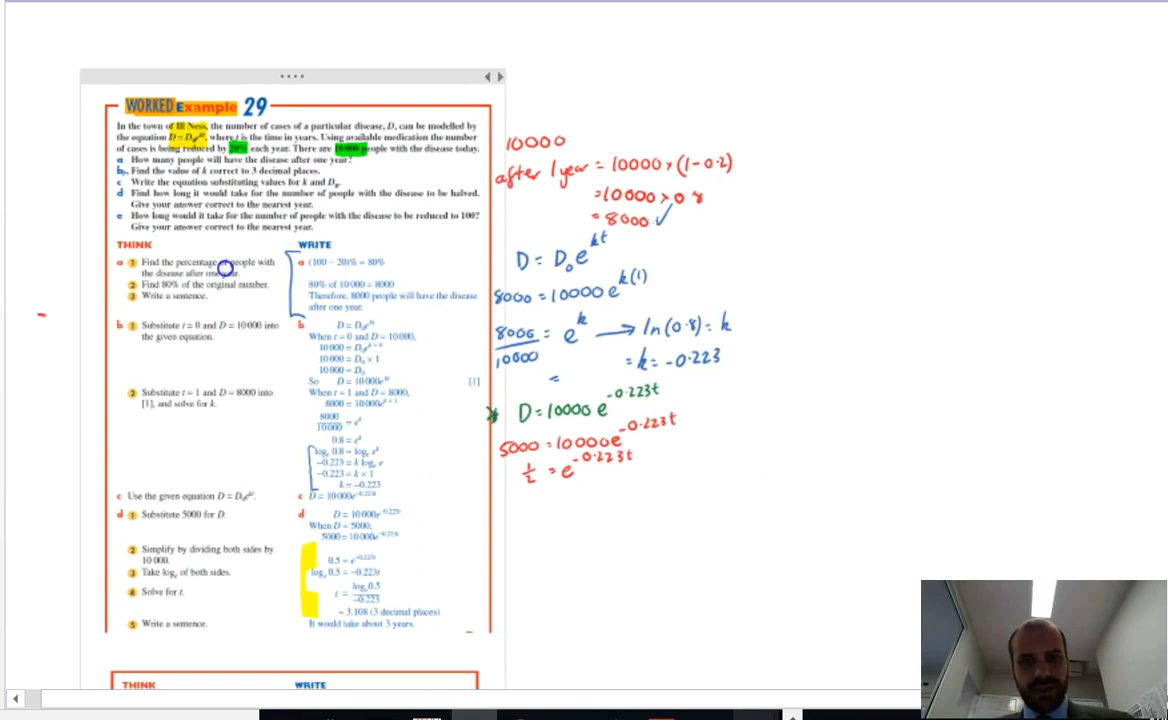 WORKED Example 29
In the town of Ill Ness, the number of cases of a particular disease, D, can be modelled by
the equation D = D₀eᵏᵗ, where t is the time in years. Using available medication the number
of cases is being reduced by 20% each year. There are 10 000 people with the disease today.
a How many people will have the disease after one year?
b Find the value of k correct to 3 decimal places.
c Write the equation substituting values for k and D₀.
d Find how long it would take for the number of people with the disease to be halved.
Give your answer correct to the nearest year.
e How long would it take for the number of people with the disease to be reduced to 100?
Give your answer correct to the nearest year.
THINK
a 1 Find the percentage of people with
the disease after one year.
2 Find 80% of the original number.
3 Write a sentence.
b 1 Substitute t = 0 and D = 10 000 into
the given equation.
2 Substitute t = 1 and D = 8000 into
[1], and solve for k.
c Use the given equation D = D₀eᵏᵗ.
d 1 Substitute 5000 for D.
2 Simplify by dividing both sides by
10 000.
3 Take logₑ of both sides.
4 Solve for t.
5 Write a sentence.
WRITE
a (100 − 20)% = 80%
80% of 10 000 = 8000
Therefore, 8000 people will have the disease
after one year.
b D = D₀eᵏᵗ
When t = 0 and D = 10 000,
10 000 = D₀eᵏ ˣ ⁰
10 000 = D₀ × 1
10 000 = D₀
So D = 10 000eᵏᵗ [1]
When t = 1 and D = 8000,
8000 = 10 000eᵏ ˣ ¹
8000/10000 = eᵏ
0.8 = eᵏ
logₑ 0.8 = logₑ eᵏ
−0.223 = k logₑ e
−0.223 = k × 1
k = −0.223
c D = 10 000e^−0.223t
d D = 10 000e^−0.223t
When D = 5000,
5000 = 10 000e^−0.223t
0.5 = e^−0.223t
logₑ 0.5 = −0.223t
t = logₑ0.5/−0.223
= 3.108 (3 decimal places)
It would take about 3 years.
THINK WRITE
10000
after 1 year = 10000 × (1 - 0.2)
= 10000 × 0.8
= 8000 ✓
D = D₀e^kt
8000 = 10000 e^k(1)
8000/10000 = e^k → ln(0.8) = k
= k = -0.223
=
D = 10000 e^-0.223t
5000 = 10000e^-0.223t
1/2 = e^-0.223t